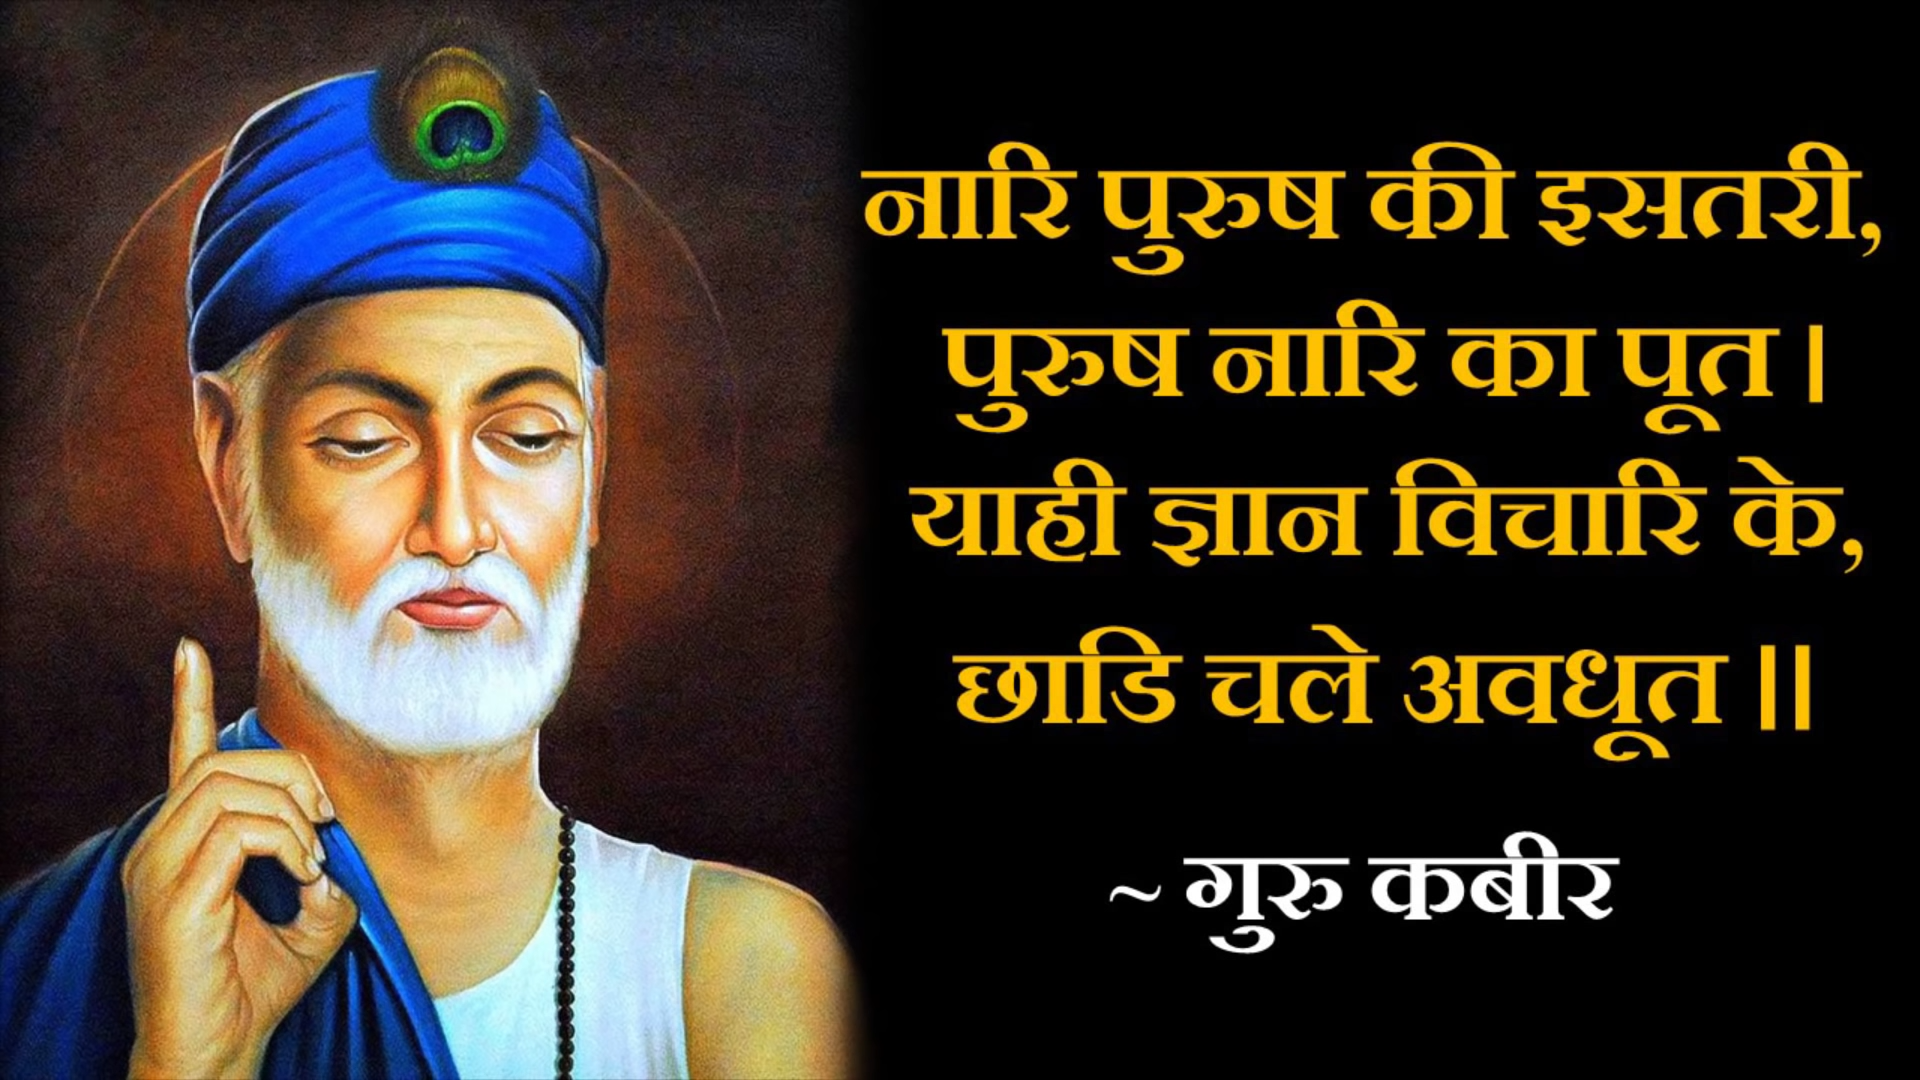 नारि पुरुष की इसतरी,
पुरुष नारि का पूत।
याही ज्ञान विचारि के,
छाडि चले अवधूत॥
~ गुरु कबीर